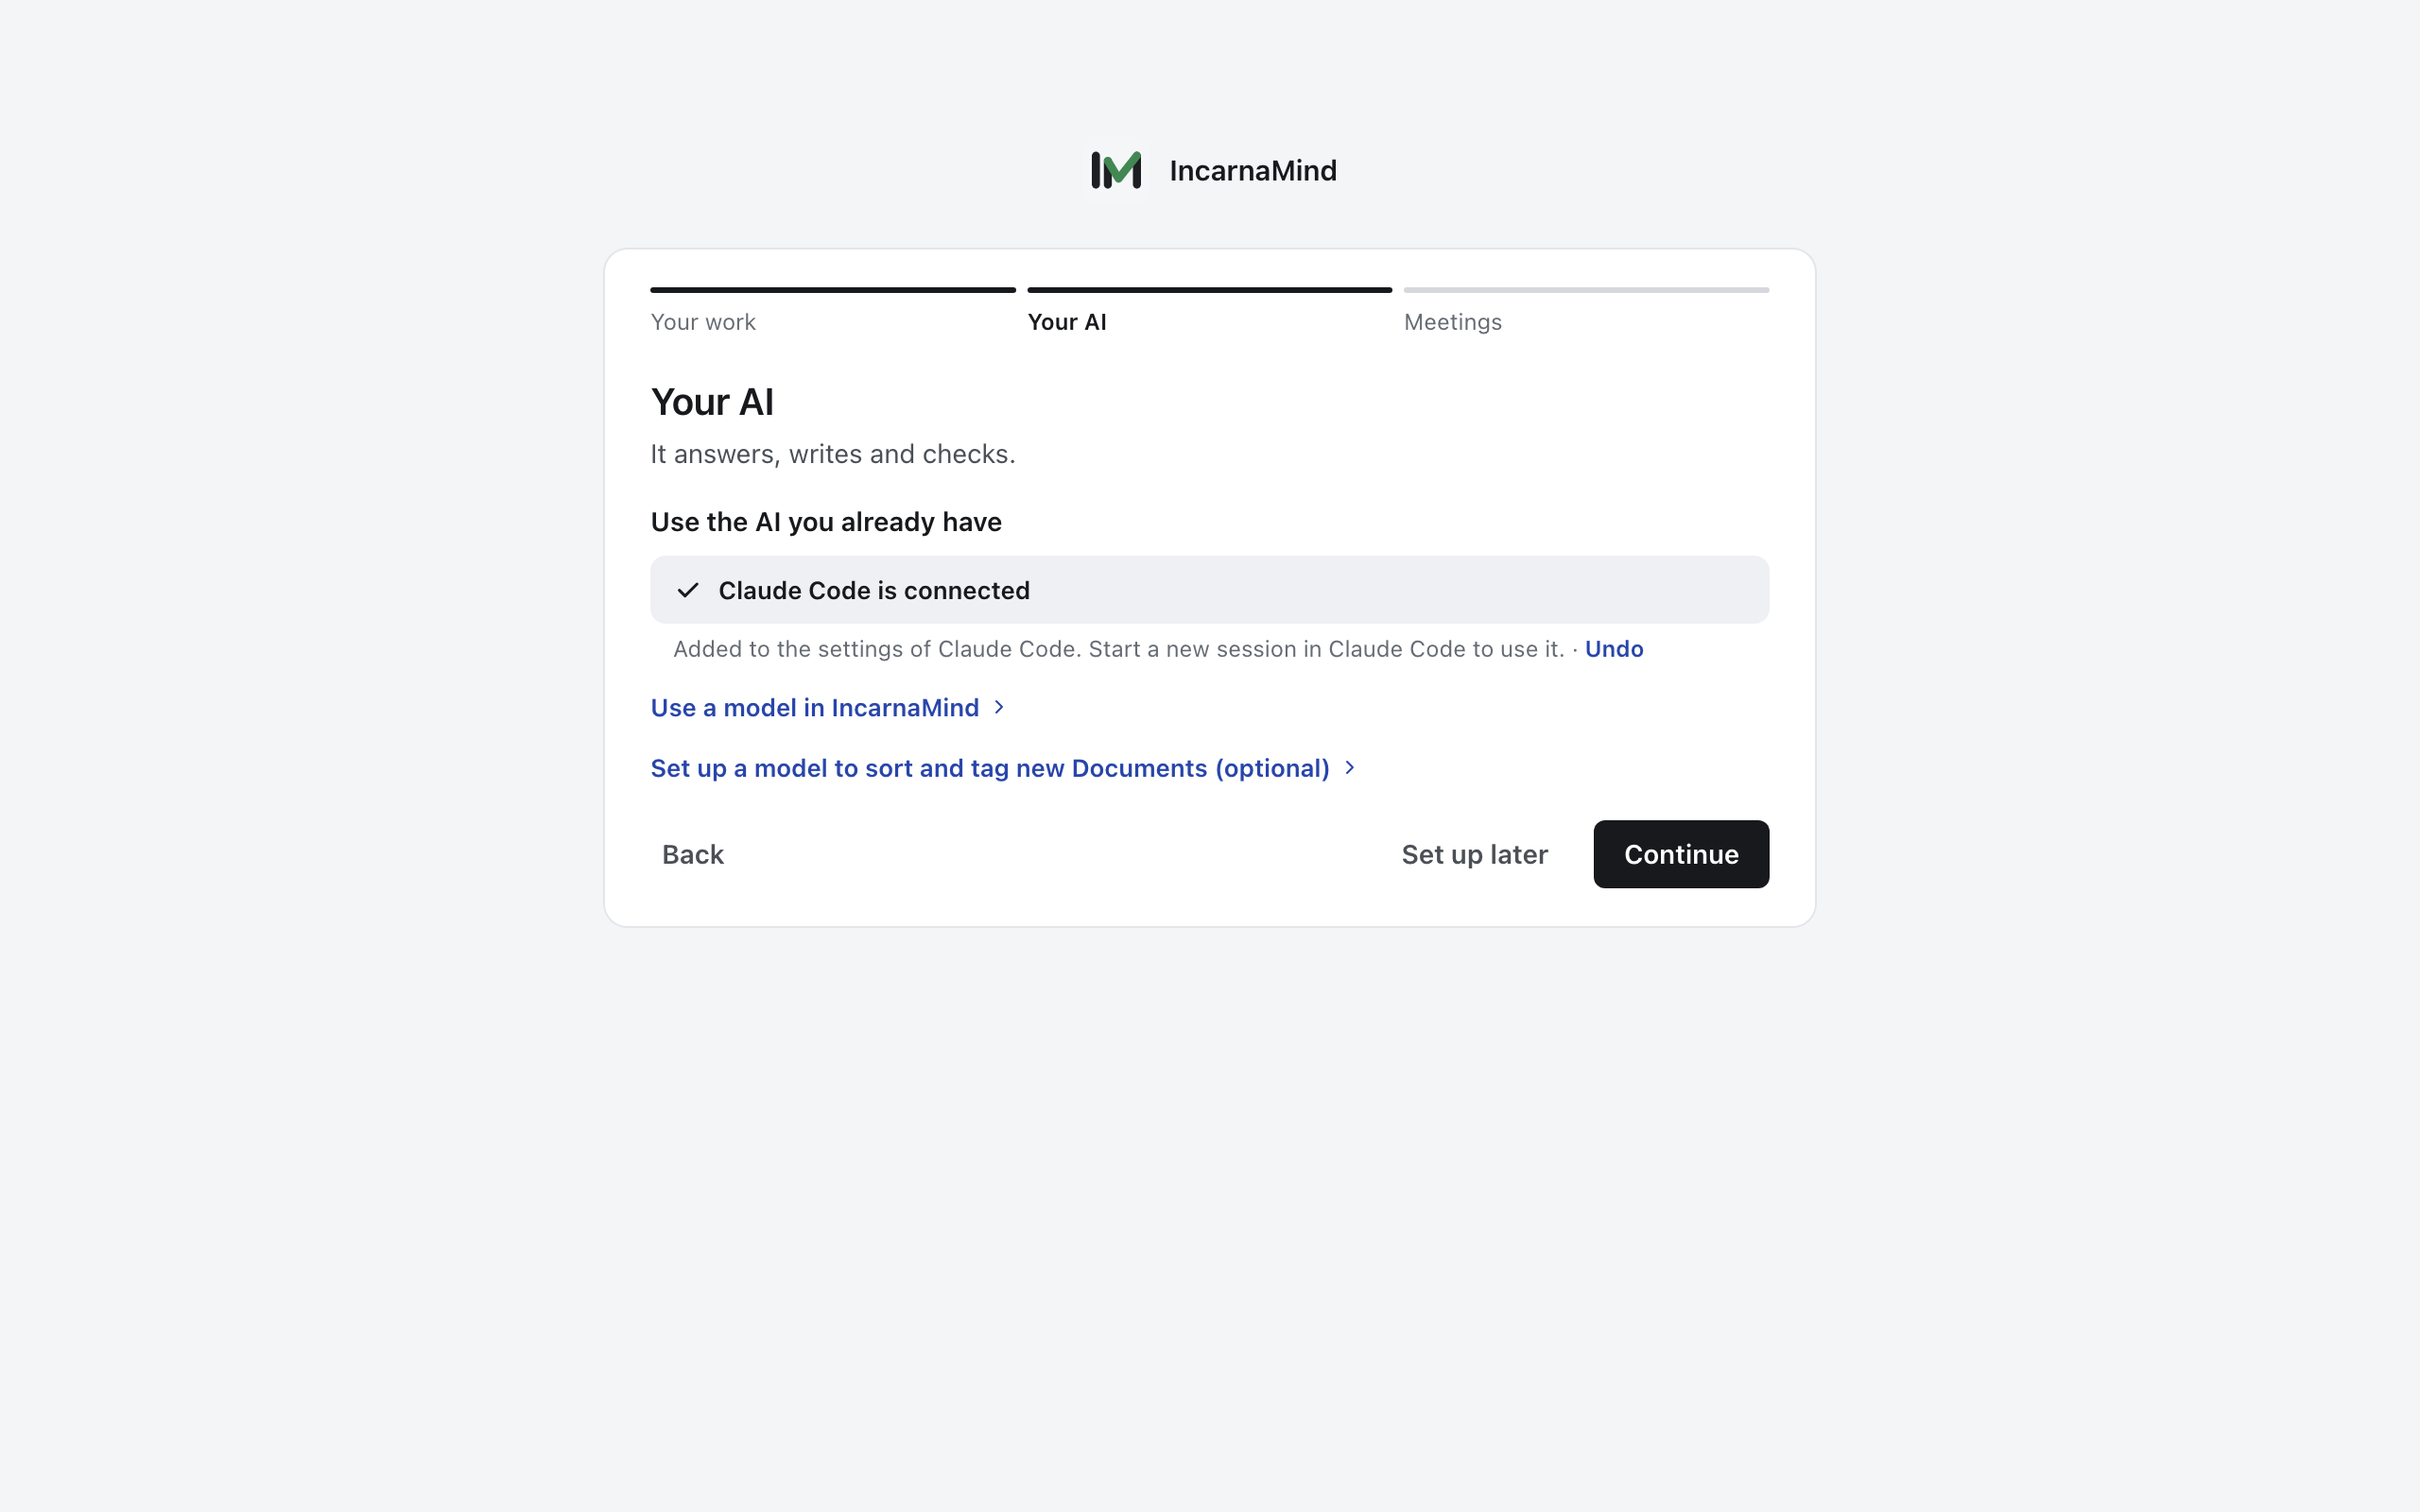 IncarnaMind
Your work
Your AI
Meetings
Your AI
It answers, writes and checks.
Use the AI you already have
Claude Code is connected
Added to the settings of Claude Code. Start a new session in Claude Code to use it. · Undo
Use a model in IncarnaMind
Set up a model to sort and tag new Documents (optional)
Back
Set up later
Continue